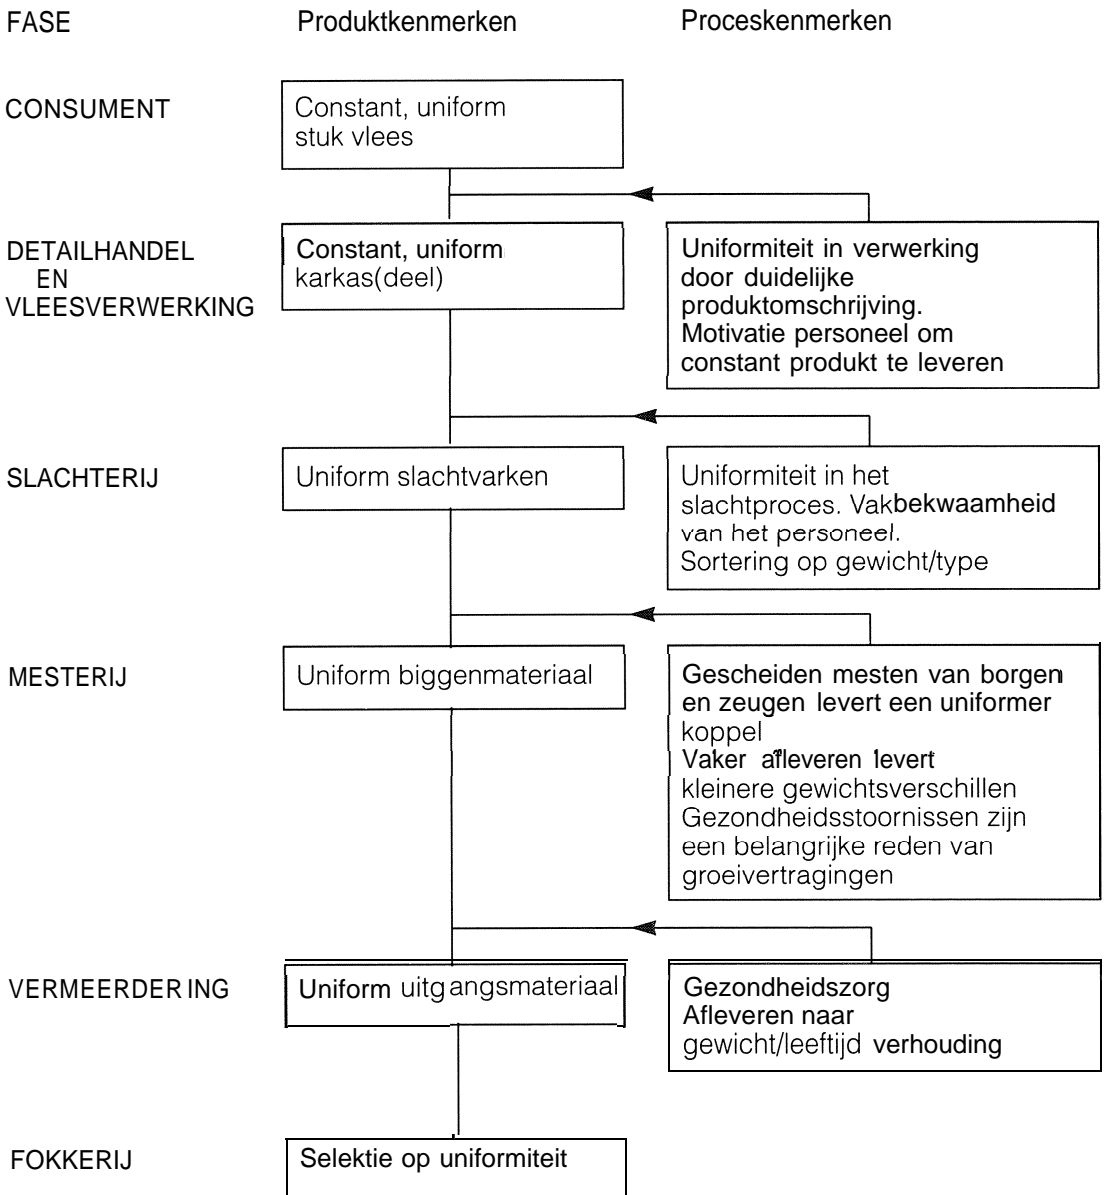 FASE
Produktkenmerken
Proceskenmerken
CONSUMENT
Constant, uniform
stuk vlees
DETAILHANDEL
EN
VLEESVERWERKING
Constant, uniform
karkas(deel)
Uniformiteit in verwerking
door duidelijke
produktomschrijving.
Motivatie personeel om
constant produkt te leveren
SLACHTERIJ
Uniform slachtvarken
Uniformiteit in het
slachtproces. Vakbekwaamheid
van het personeel.
Sortering op gewicht/type
MESTERIJ
Uniform biggenmateriaal
Gescheiden mesten van borgen
en zeugen levert een uniformer
koppel
Vaker afleveren levert
kleinere gewichtsverschillen
Gezondheidsstoornissen zijn
een belangrijke reden van
groeivertragingen
VERMEERDERING
Uniform uitgangsmateriaal
Gezondheidszorg
Afleveren naar
gewicht/leeftijd verhouding
FOKKERIJ
Selektie op uniformiteit